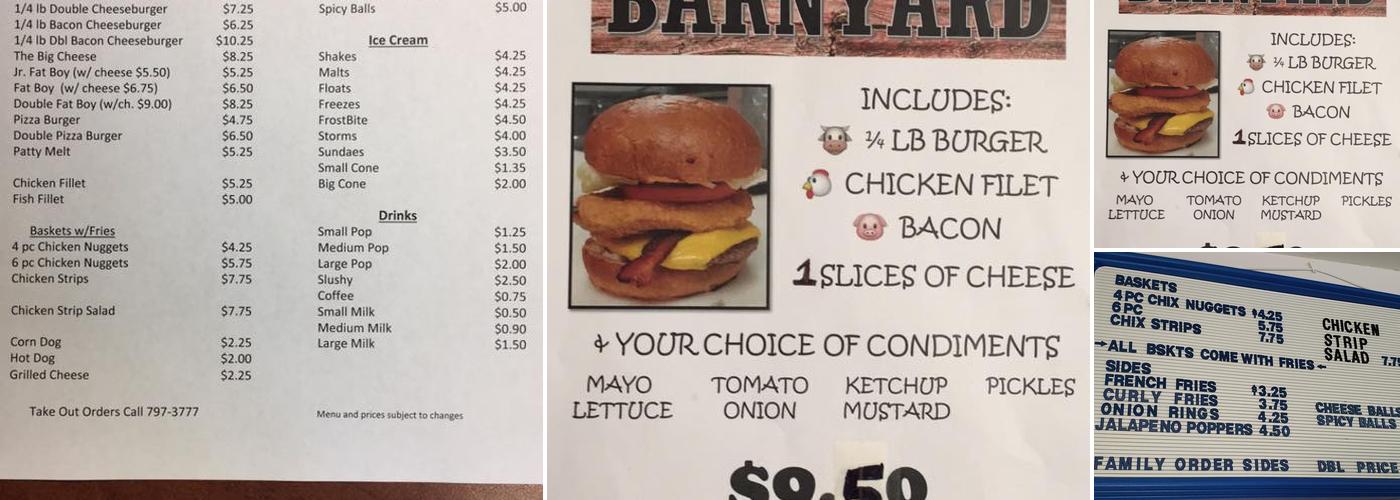 1/4 lb Double Cheeseburger $7.25
1/4 lb Bacon Cheeseburger $6.25
1/4 lb Dbl Bacon Cheeseburger $10.25
The Big Cheese $8.25
Jr. Fat Boy (w/ cheese $5.50) $5.25
Fat Boy (w/ cheese $6.75) $6.50
Double Fat Boy (w/ch. $9.00) $8.25
Pizza Burger $4.75
Double Pizza Burger $6.50
Patty Melt $5.25
Chicken Fillet $5.25
Fish Fillet $5.00
Baskets w/Fries
4 pc Chicken Nuggets $4.25
6 pc Chicken Nuggets $5.75
Chicken Strips $7.75
Chicken Strip Salad $7.75
Corn Dog $2.25
Hot Dog $2.00
Grilled Cheese $2.25
Take Out Orders Call 797-3777
Spicy Balls $5.00
Ice Cream
Shakes $4.25
Malts $4.25
Floats $4.25
Freezes $4.25
FrostBite $4.50
Storms $4.00
Sundaes $3.50
Small Cone $1.35
Big Cone $2.00
Drinks
Small Pop $1.25
Medium Pop $1.50
Large Pop $2.00
Slushy $2.50
Coffee $0.75
Small Milk $0.50
Medium Milk $0.90
Large Milk $1.50
Menu and prices subject to changes
BARNYARD
INCLUDES:
¼ LB BURGER
CHICKEN FILET
BACON
1 SLICES OF CHEESE
& YOUR CHOICE OF CONDIMENTS
MAYO TOMATO KETCHUP PICKLES
LETTUCE ONION MUSTARD
$9.50
INCLUDES:
¼ LB BURGER
CHICKEN FILET
BACON
1 SLICES OF CHEESE
& YOUR CHOICE OF CONDIMENTS
MAYO TOMATO KETCHUP PICKLES
LETTUCE ONION MUSTARD
BASKETS
4 PC CHIX NUGGETS $4.25
6 PC 5.75
CHIX STRIPS 7.75
ALL BSKTS COME WITH FRIES
SIDES
FRENCH FRIES $3.25
CURLY FRIES 3.75
ONION RINGS 4.25
JALAPENO POPPERS 4.50
FAMILY ORDER SIDES DBL PRICE
CHICKEN
STRIP
SALAD
CHEESE BALLS
SPICY BALLS